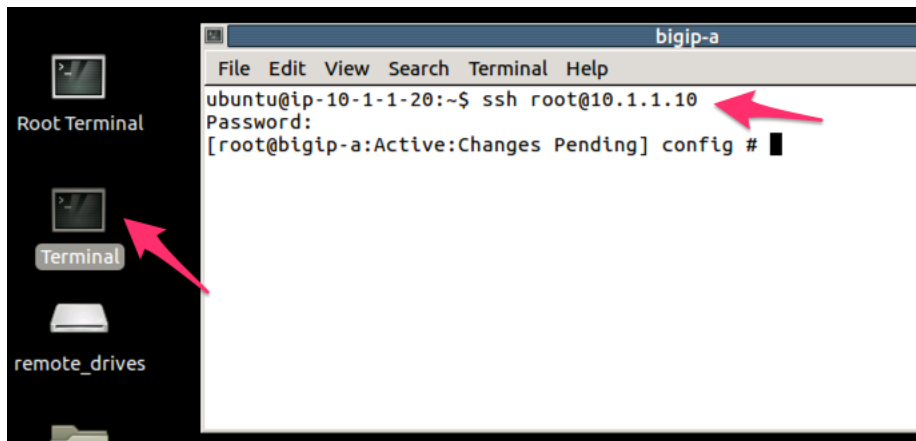 Root Terminal
Terminal
remote_drives
bigip-a
File Edit View Search Terminal Help
ubuntu@ip-10-1-1-20:~$ ssh root@10.1.1.10
Password:
[root@bigip-a:Active:Changes Pending] config #